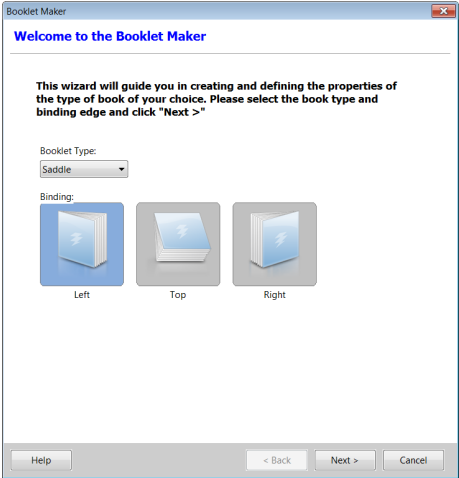 Booklet Maker
Welcome to the Booklet Maker
This wizard will guide you in creating and defining the properties of
the type of book of your choice. Please select the book type and
binding edge and click "Next >"
Booklet Type:
Saddle
Binding:
Left Top Right
Help < Back Next > Cancel